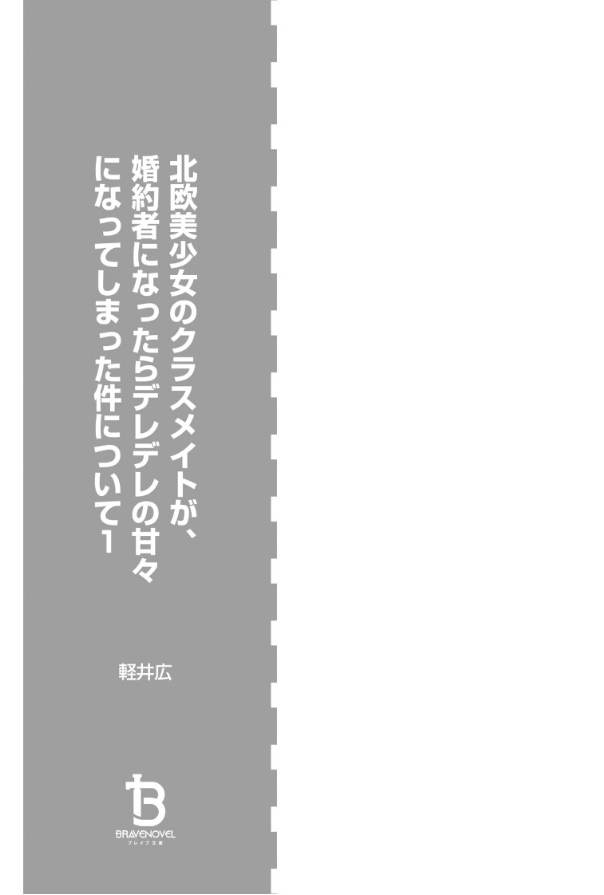 北欧美少女のクラスメイトが、
婚約者になったらデレデレの甘々
になってしまった件について1
軽井広
BRAVENOVEL
ブレイブ文庫